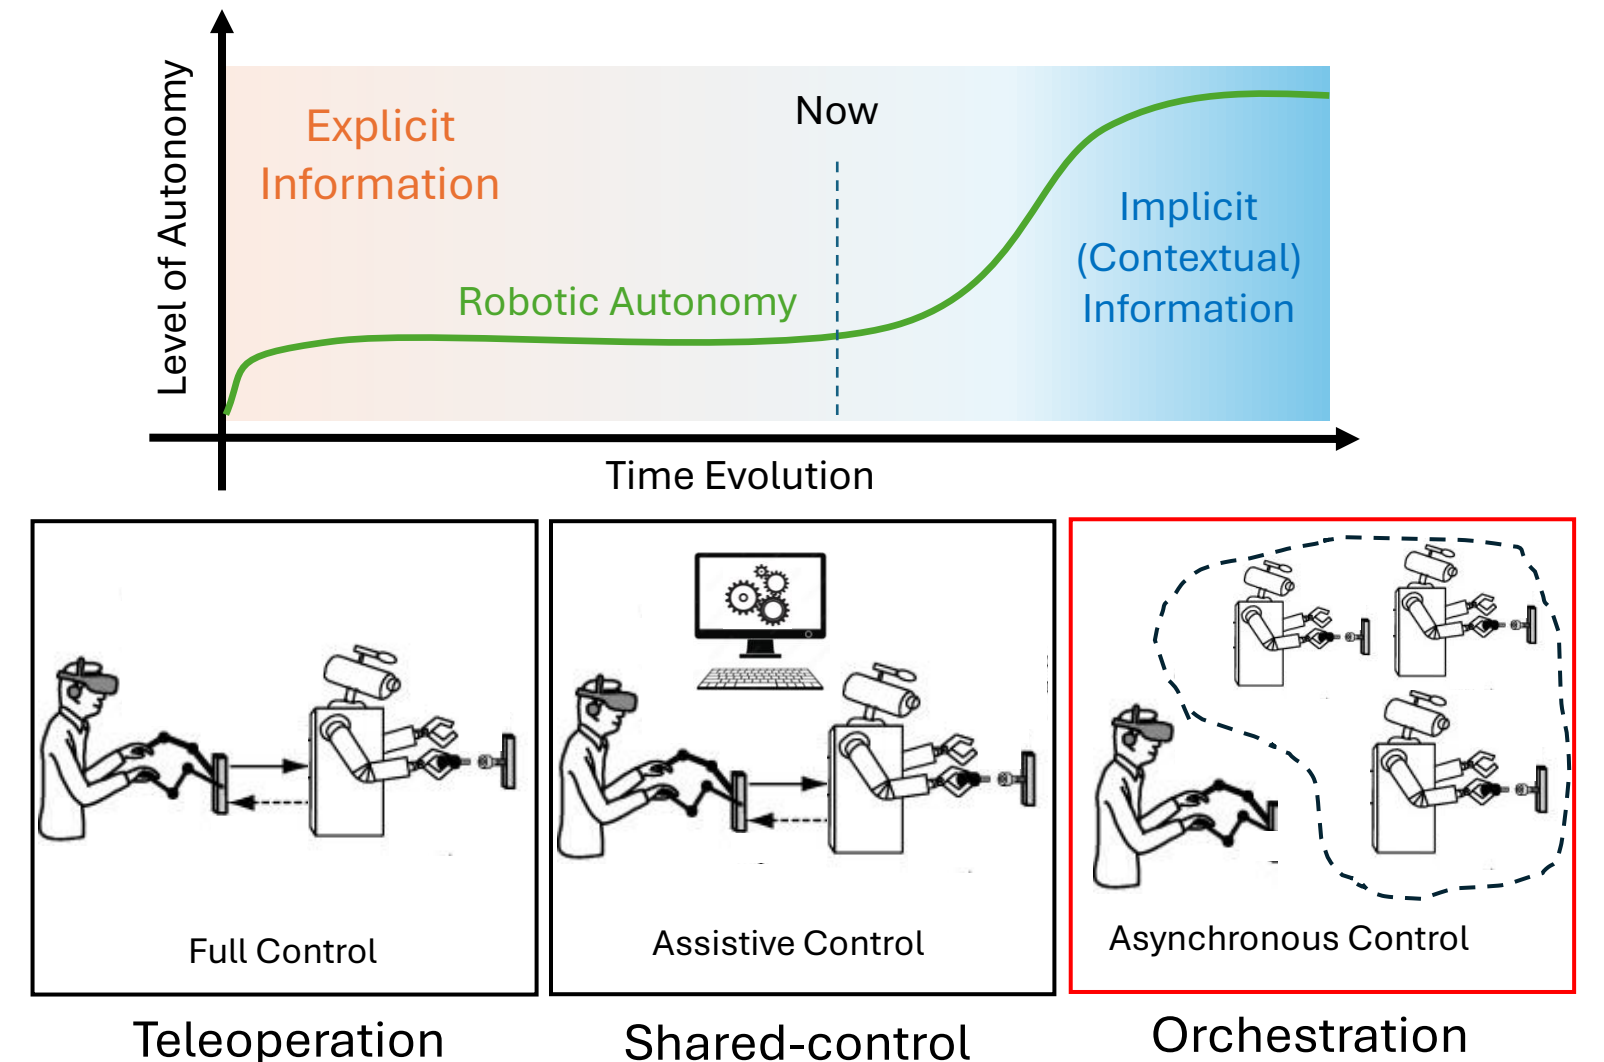 Level of Autonomy
Explicit
Information
Now
Robotic Autonomy
Implicit
(Contextual)
Information
Time Evolution
Full Control
Assistive Control
Asynchronous Control
Teleoperation
Shared-control
Orchestration